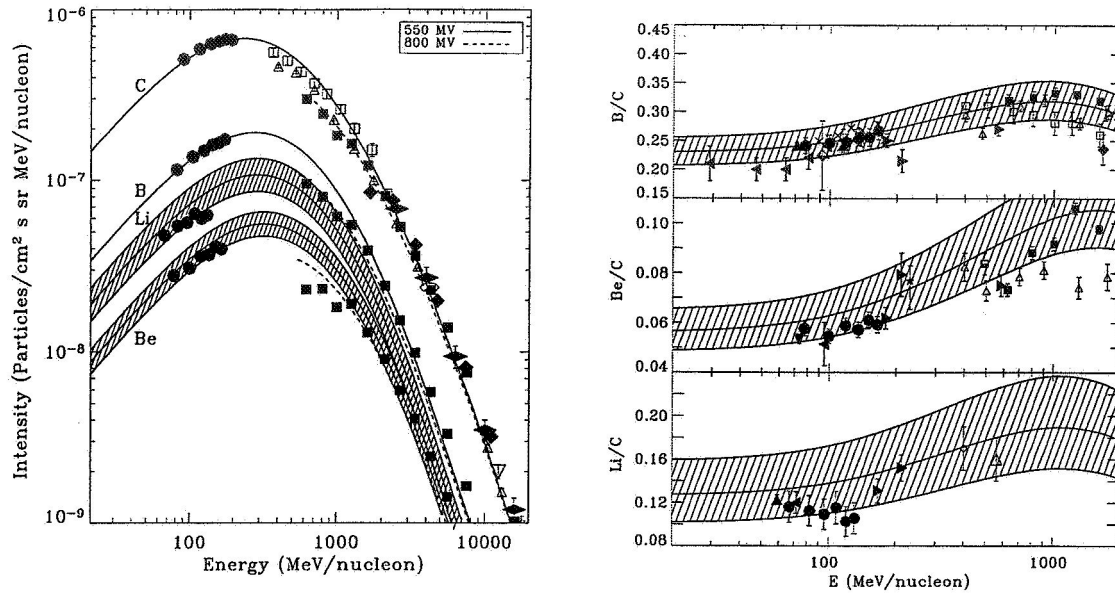 10⁻⁶
10⁻⁷
10⁻⁸
10⁻⁹
Intensity (Particles/cm² s sr MeV/nucleon)
550 MV
800 MV
C
B
Li
Be
100
1000
10000
Energy (MeV/nucleon)
0.45
0.40
0.35
0.30
0.25
0.20
0.15
B/C
0.10
0.08
0.06
0.04
Be/C
0.20
0.16
0.12
0.08
Li/C
100
1000
E (MeV/nucleon)